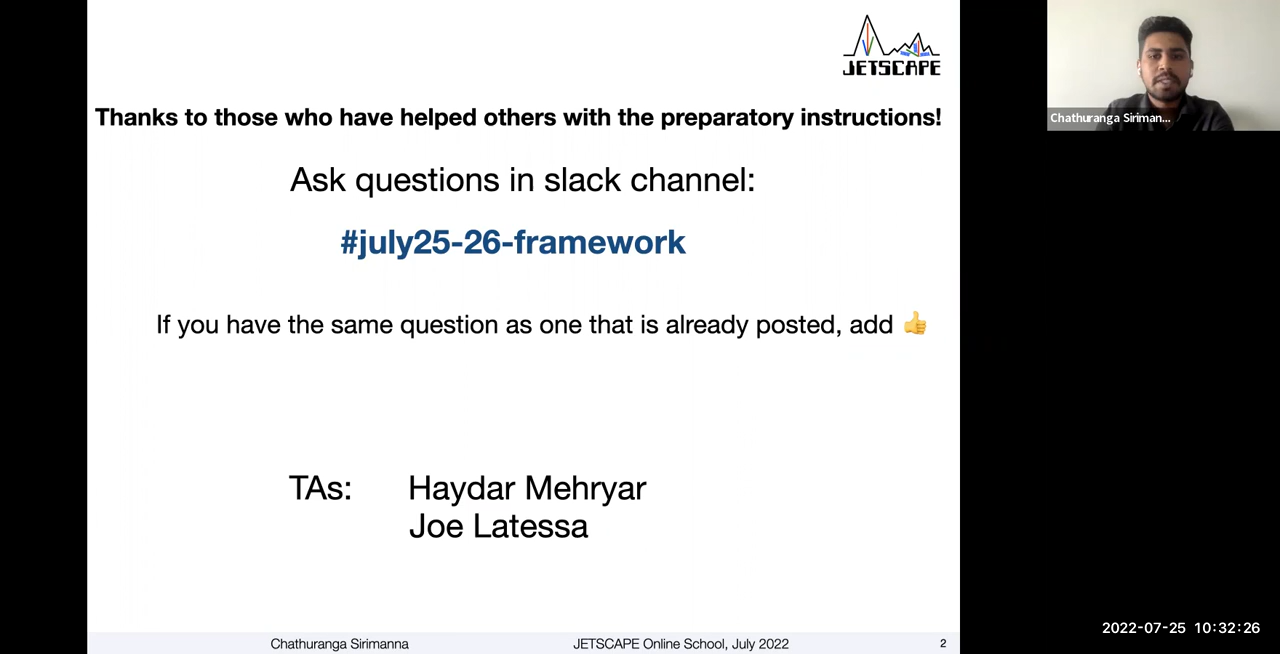 JETSCAPE
Thanks to those who have helped others with the preparatory instructions!
Ask questions in slack channel:
#july25-26-framework
If you have the same question as one that is already posted, add 👍
TAs: Haydar Mehryar
Joe Latessa
Chathuranga Sirimanna JETSCAPE Online School, July 2022 2
Chathuranga Siriman...
2022-07-25 10:32:26